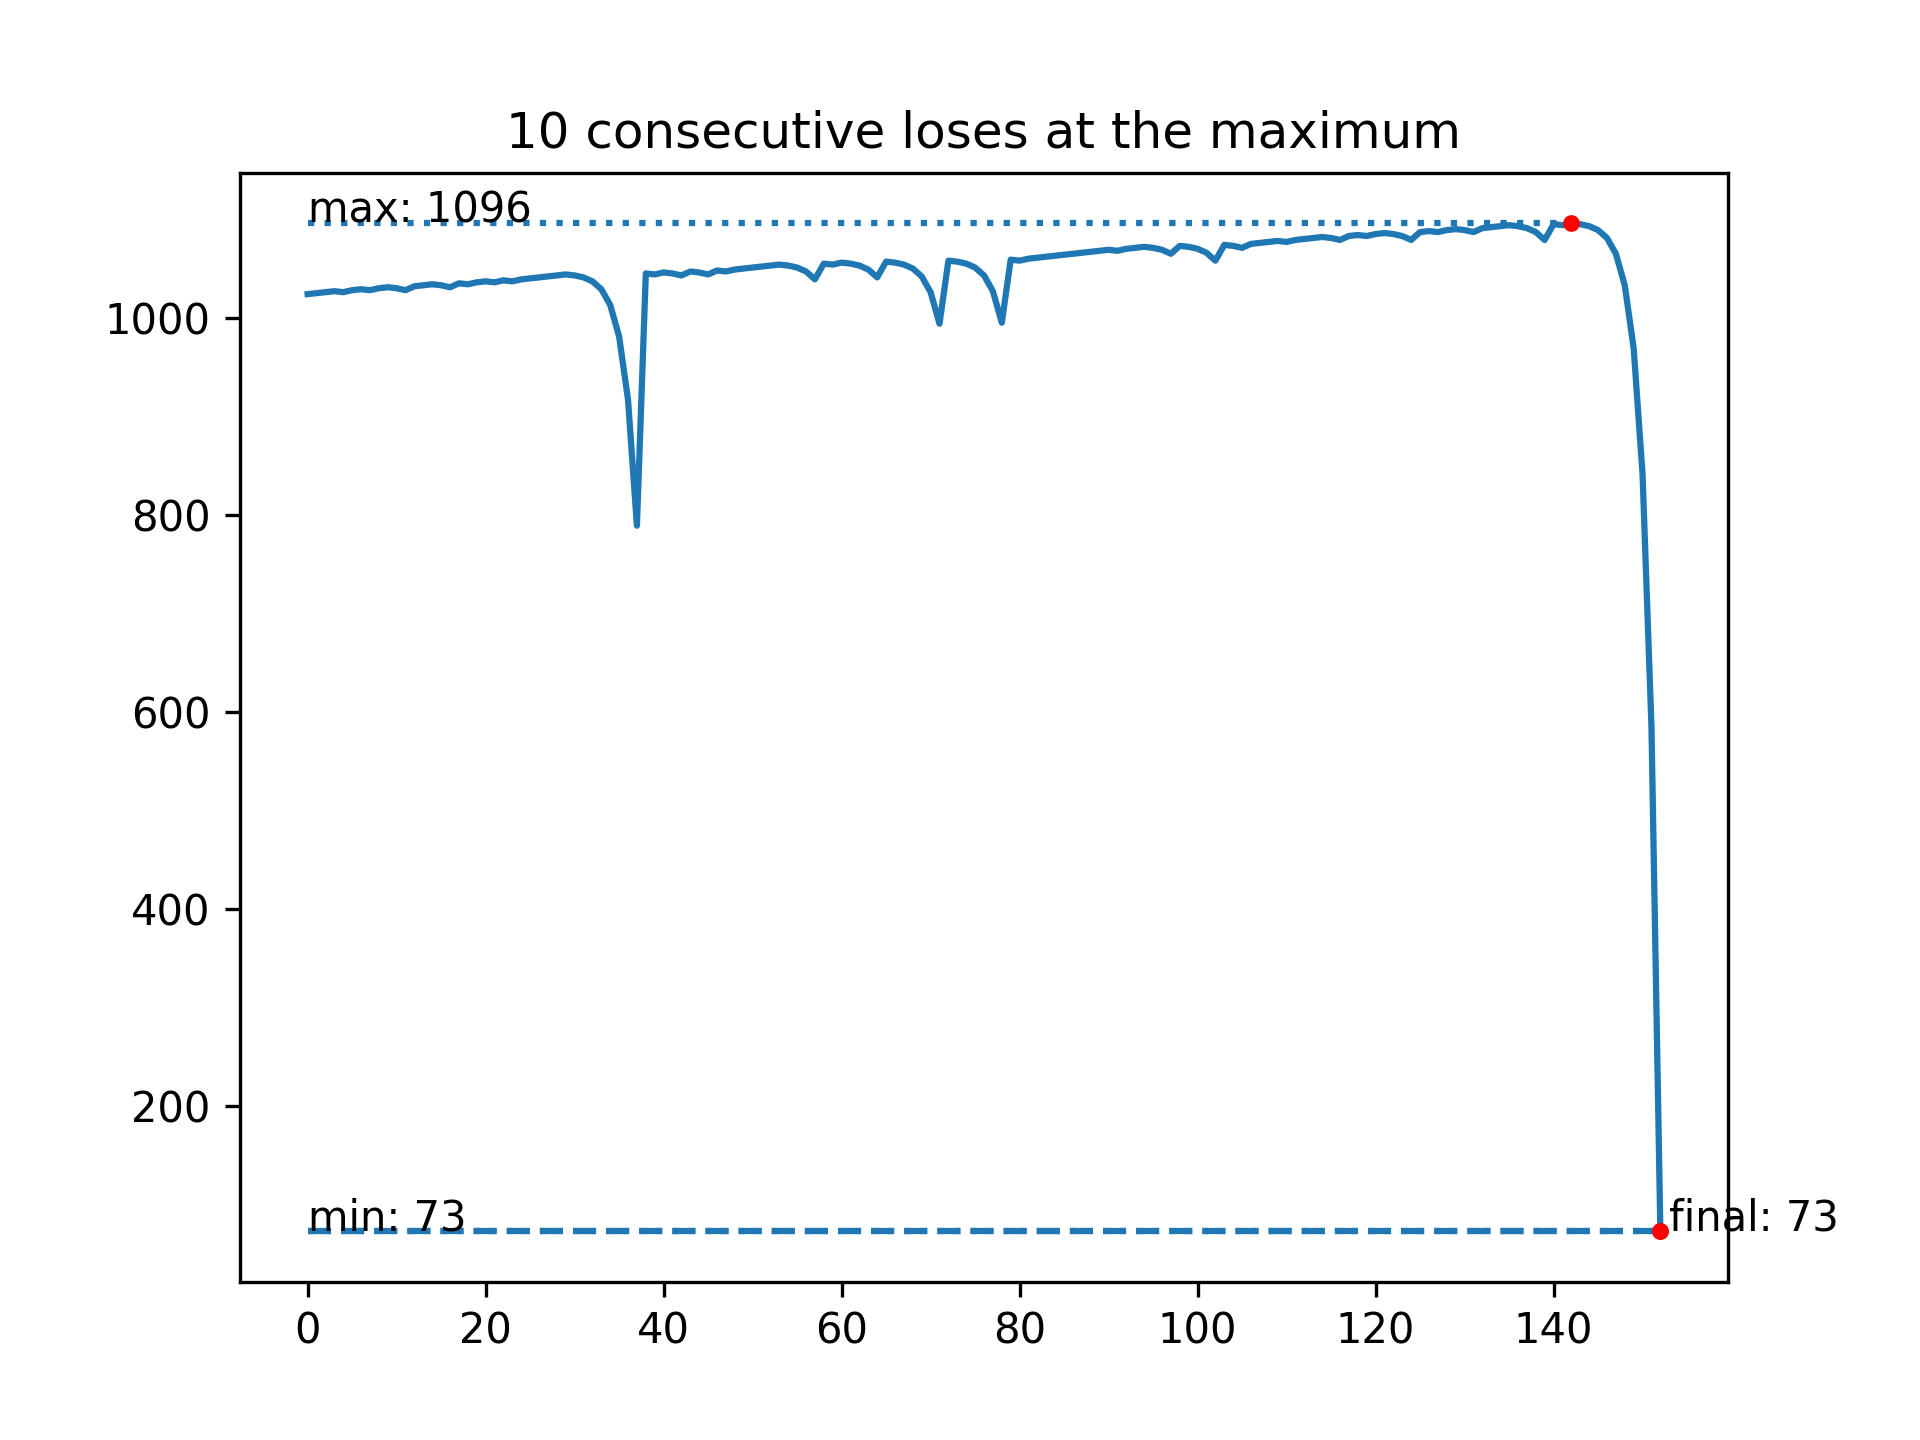 10 consecutive loses at the maximum
max: 1096
1000
800
600
400
200
min: 73
final: 73
0 20 40 60 80 100 120 140